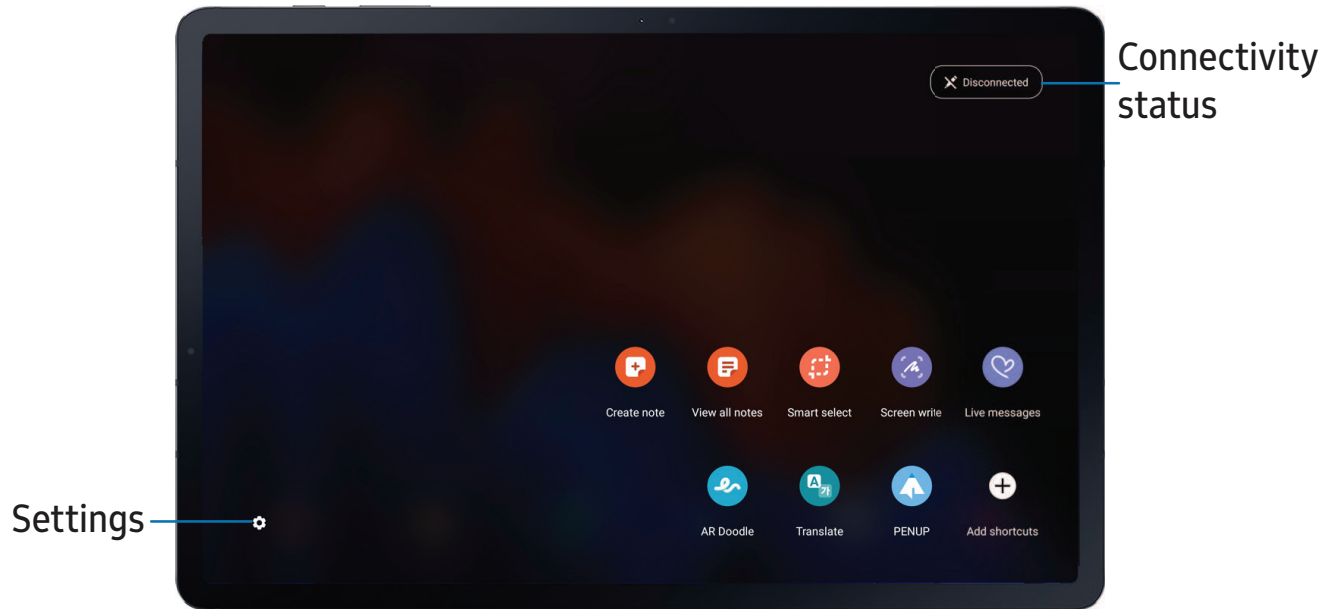 Connectivity
status
Disconnected
Create note View all notes Smart select Screen write Live messages
AR Doodle Translate PENUP Add shortcuts
Settings